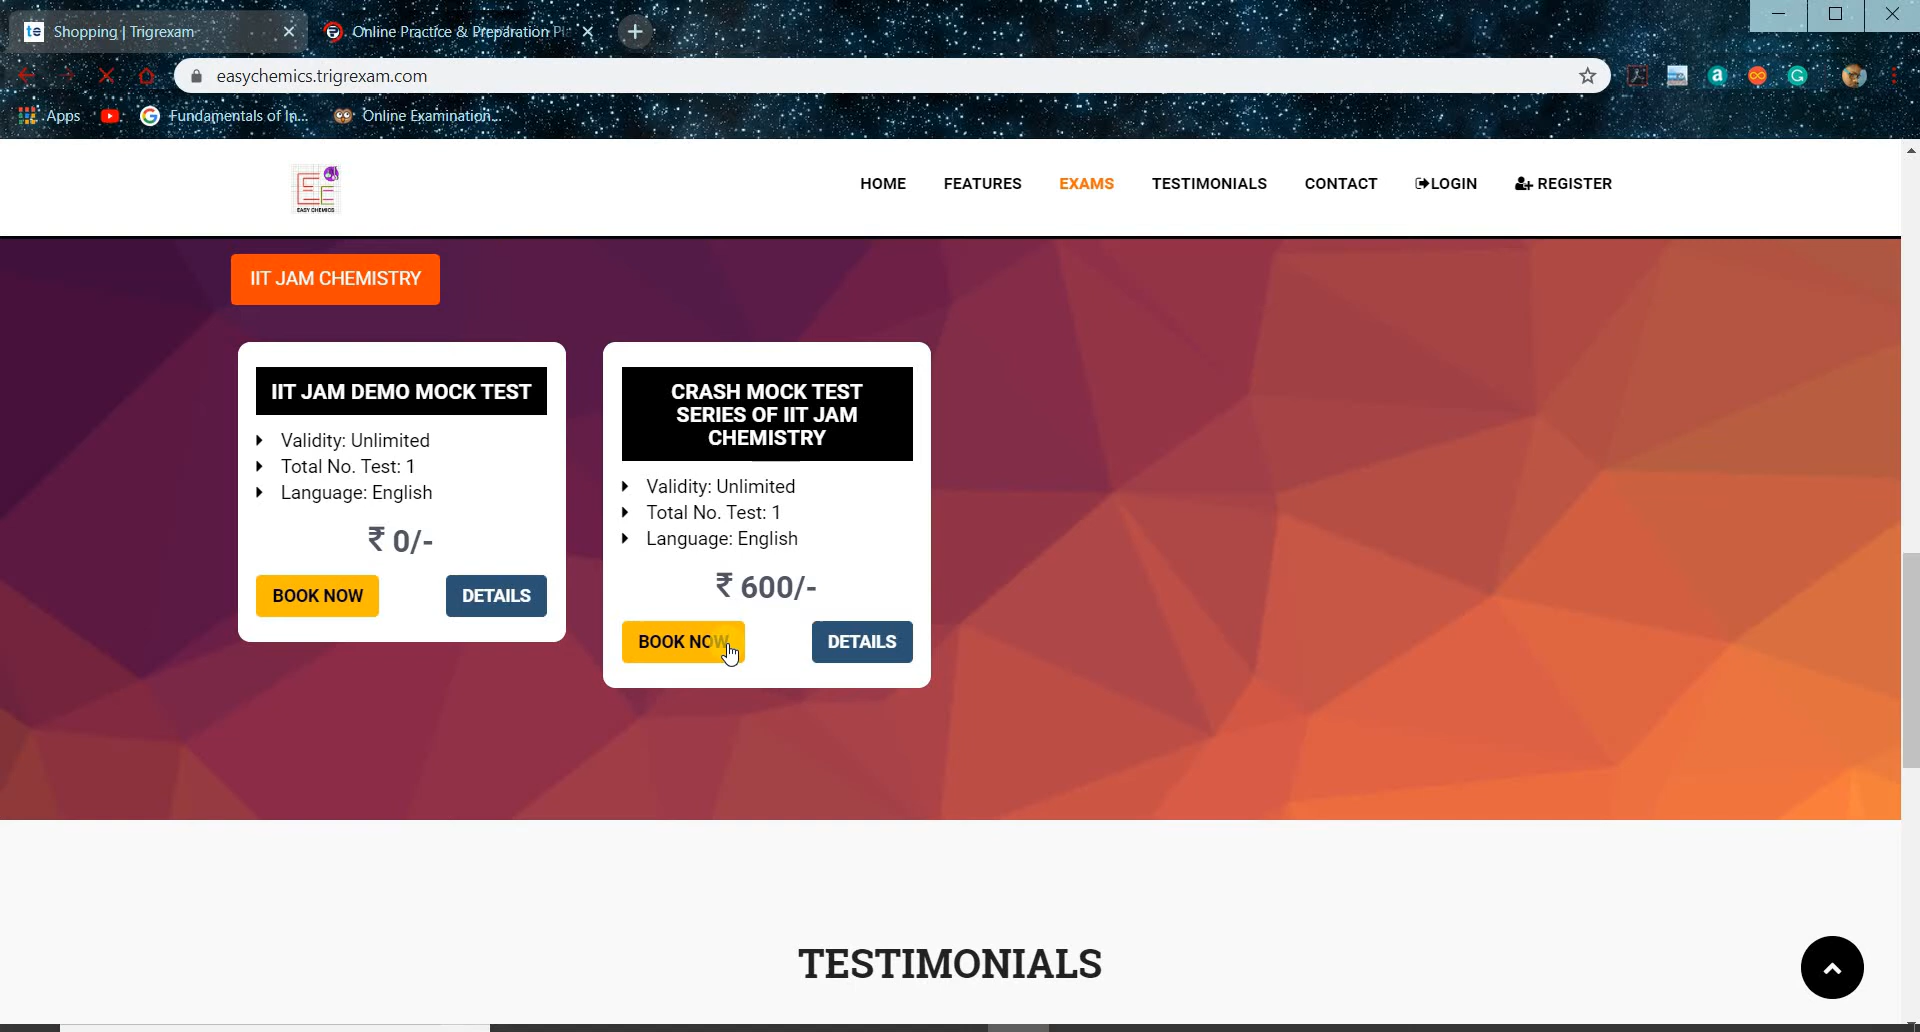 Shopping | Trigrexam
Online Practice & Preparation Pl
easychemics.trigrexam.com
Apps
Fundamentals of In...
Online Examination...
EASY CHEMICS
HOME
FEATURES
EXAMS
TESTIMONIALS
CONTACT
LOGIN
REGISTER
IIT JAM CHEMISTRY
IIT JAM DEMO MOCK TEST
Validity: Unlimited
Total No. Test: 1
Language: English
₹ 0/-
BOOK NOW
DETAILS
CRASH MOCK TEST
SERIES OF IIT JAM
CHEMISTRY
Validity: Unlimited
Total No. Test: 1
Language: English
₹ 600/-
BOOK NOW
DETAILS
TESTIMONIALS